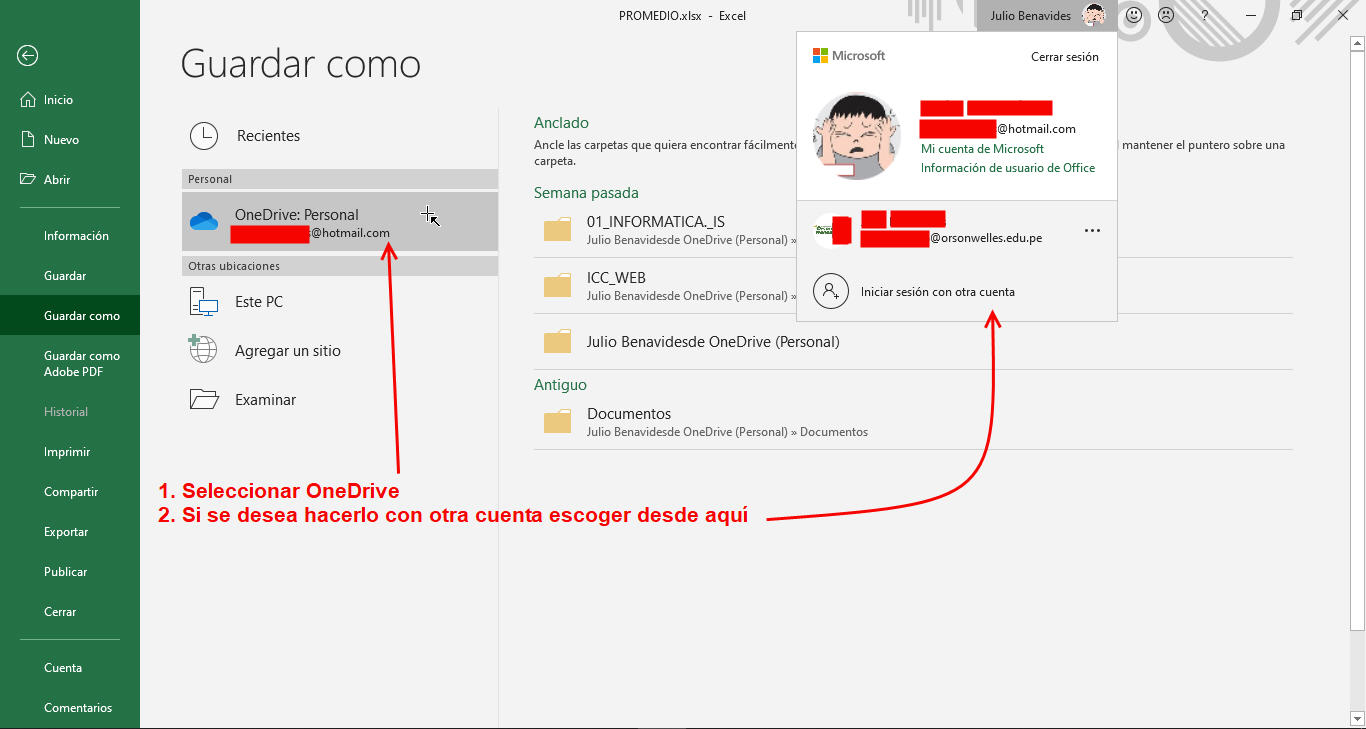 PROMEDIO.xlsx - Excel
Julio Benavides
?
Inicio
Nuevo
Abrir
Información
Guardar
Guardar como
Guardar como
Adobe PDF
Historial
Imprimir
Compartir
Exportar
Publicar
Cerrar
Cuenta
Comentarios
Guardar como
Recientes
Personal
OneDrive: Personal
@hotmail.com
Otras ubicaciones
Este PC
Agregar un sitio
Examinar
Anclado
Ancle las carpetas que quiera encontrar fácilmente
mantener el puntero sobre una
carpeta.
Semana pasada
01_INFORMATICA._IS
Julio Benavidesde OneDrive (Personal) »
ICC_WEB
Julio Benavidesde OneDrive (Personal) »
Julio Benavidesde OneDrive (Personal)
Antiguo
Documentos
Julio Benavidesde OneDrive (Personal) » Documentos
Microsoft
Cerrar sesión
@hotmail.com
Mi cuenta de Microsoft
Información de usuario de Office
@orsonwelles.edu.pe
Iniciar sesión con otra cuenta
1. Seleccionar OneDrive
2. Si se desea hacerlo con otra cuenta escoger desde aquí